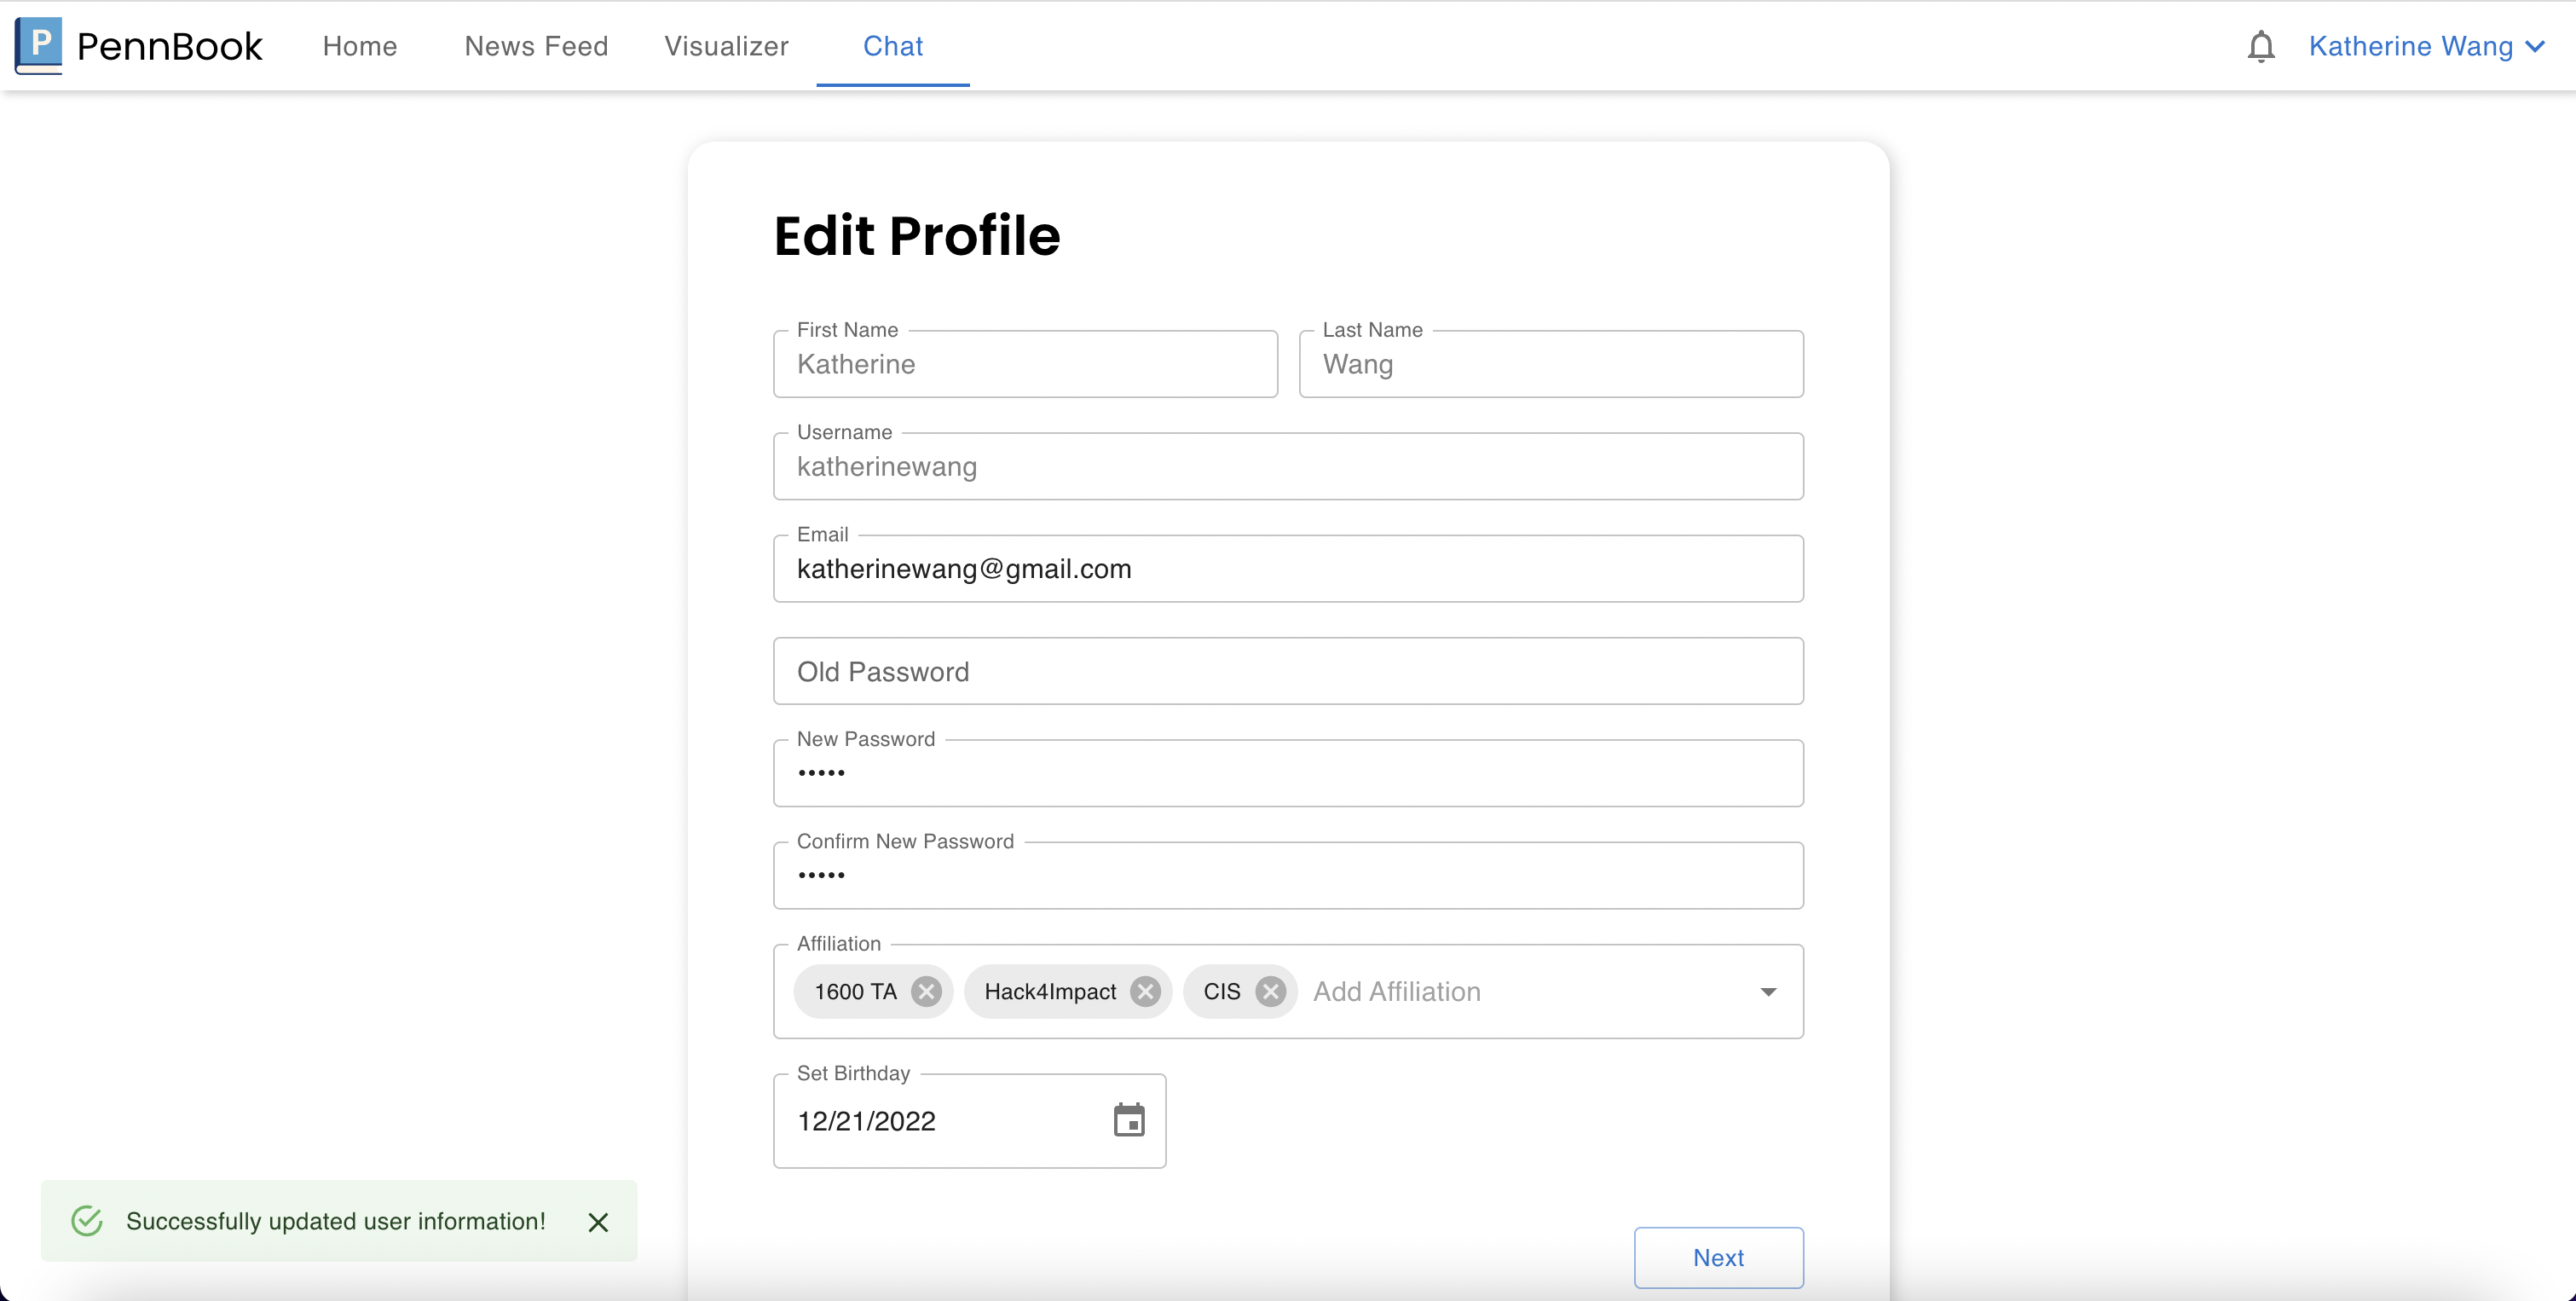 P PennBook Home News Feed Visualizer Chat Katherine Wang
Edit Profile
First Name Last Name
Katherine Wang
Username
katherinewang
Email
katherinewang@gmail.com
Old Password
New Password
•••••
Confirm New Password
•••••
Affiliation
1600 TA Hack4Impact CIS Add Affiliation
Set Birthday
12/21/2022
Successfully updated user information!
Next